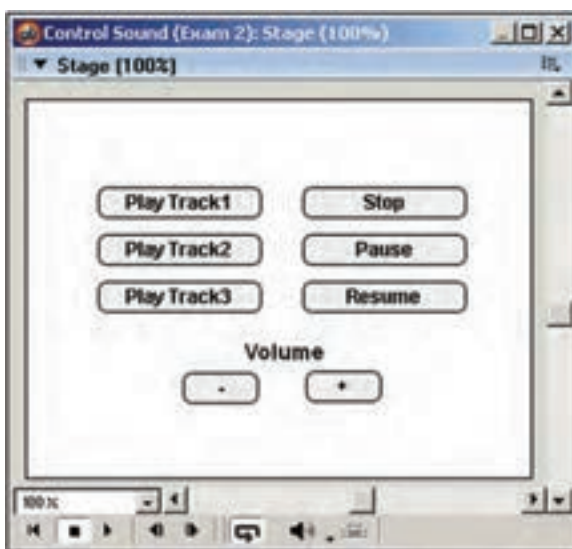 Control Sound (Exam 2): Stage (100%)
Stage (100%)
Play Track1 Stop
Play Track2 Pause
Play Track3 Resume
Volume
- +
100%